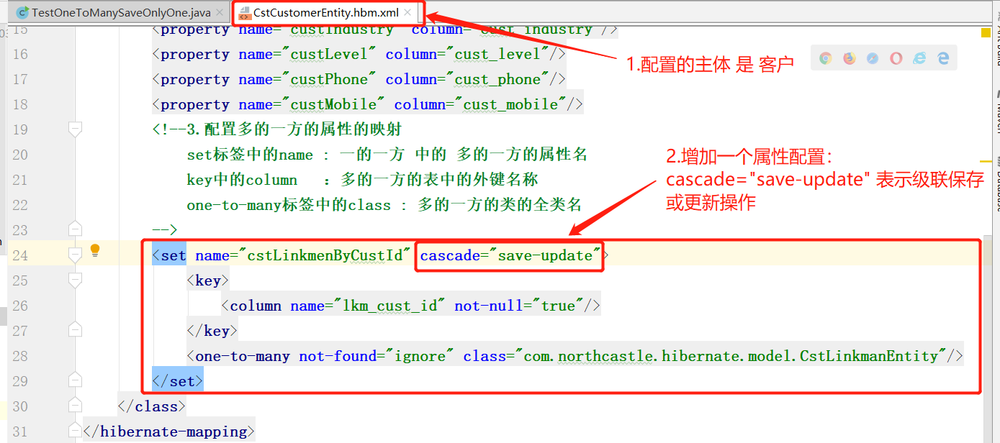 TestOneToManySaveOnlyOne.java
CstCustomerEntity.hbm.xml
15 <property name="custIndustry" column="cust_industry"/>
16 <property name="custLevel" column="cust_level"/>
1.配置的主体 是 客户
17 <property name="custPhone" column="cust_phone"/>
18 <property name="custMobile" column="cust_mobile"/>
19 <!--3.配置多的一方的属性的映射
20 set标签中的name : 一的一方 中的 多的一方的属性名
2.增加一个属性配置:
21 key中的column : 多的一方的表中的外键名称
cascade="save-update" 表示级联保存
22 one-to-many标签中的class : 多的一方的类的全类名
或更新操作
23 -->
24 <set name="cstLinkmenByCustId" cascade="save-update">
25 <key>
26 <column name="lkm_cust_id" not-null="true"/>
27 </key>
28 <one-to-many not-found="ignore" class="com.northcastle.hibernate.model.CstLinkmanEntity"/>
29 </set>
30 </class>
31 </hibernate-mapping>